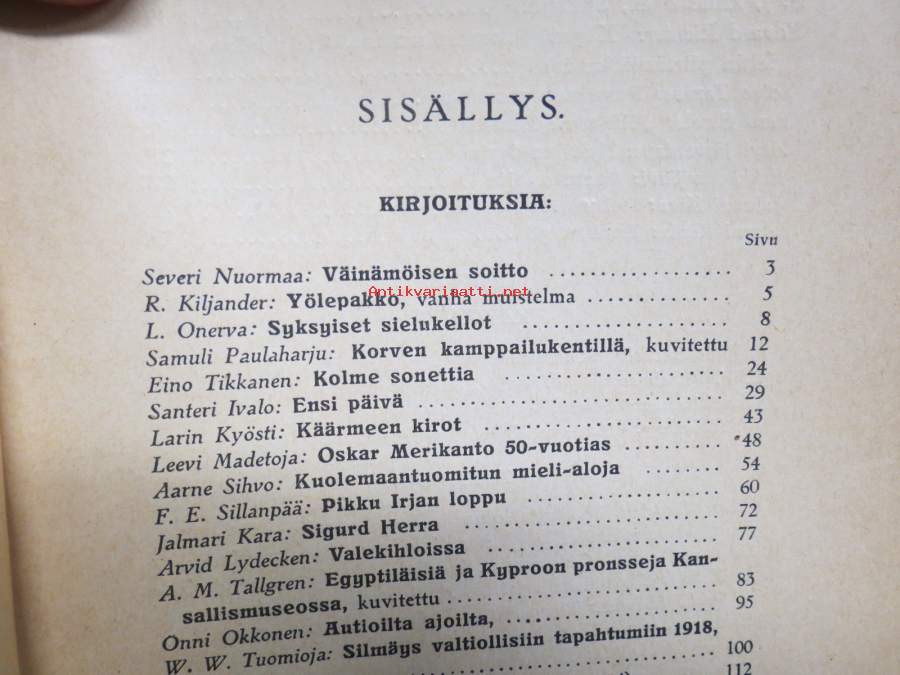 SISÄLLYS.
KIRJOITUKSIA:
Sivu
Severi Nuormaa: Väinämöisen soitto .................... 3
Antikvariaatti.net
R. Kiljander: Yölepakko, vanha muistelma .............. 5
L. Onerva: Syksyiset sielukellot .................... 8
Samuli Paulaharju: Korven kamppailukentillä, kuvitettu 12
Eino Tikkanen: Kolme sonettia .................... 24
Santeri Ivalo: Ensi päivä .................... 29
Larin Kyösti: Käärmeen kirot .................... 43
Leevi Madetoja: Oskar Merikanto 50-vuotias .......... 48
Aarne Sihvo: Kuolemaantuomitun mieli-aloja ........ 54
F. E. Sillanpää: Pikku Irjan loppu .................... 60
Jalmari Kara: Sigurd Herra .................... 72
Arvid Lydecken: Valekihloissa .................... 77
A. M. Tallgren: Egyptiläisiä ja Kyproon pronsseja Kan-
sallismuseossa, kuvitettu .................... 83
Onni Okkonen: Autioilta ajoilta, .................... 95
W. W. Tuomioja: Silmäys valtiollisiin tapahtumiin 1918,
.................... 100
112